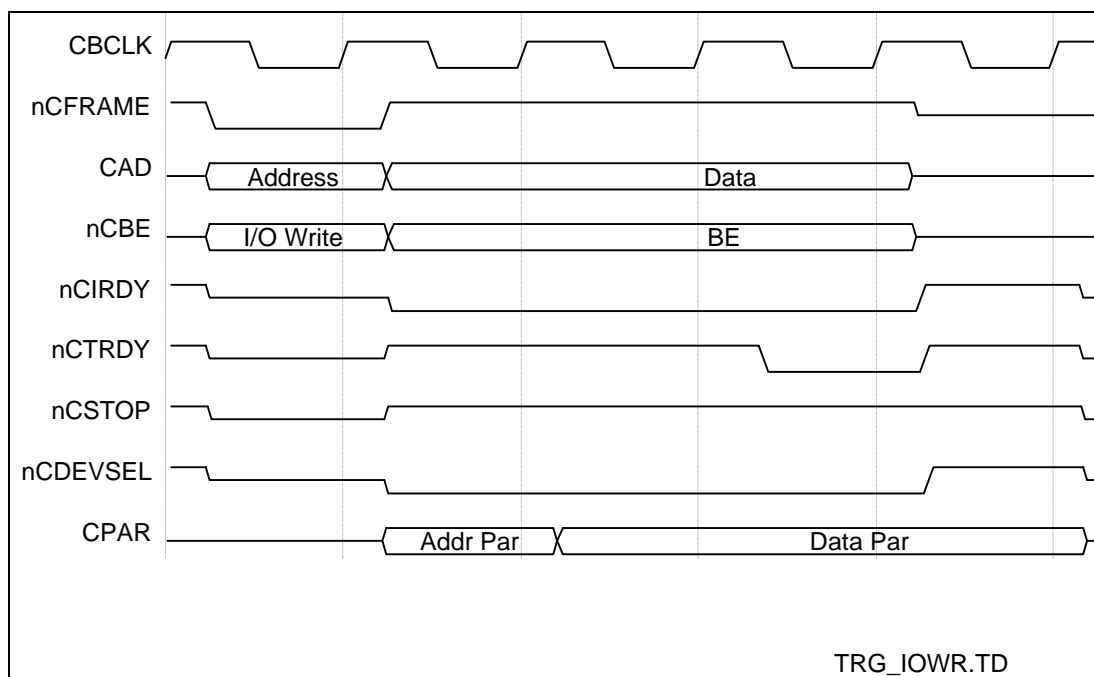 CBCLK
nCFRAME
CAD Address Data
nCBE I/O Write BE
nCIRDY
nCTRDY
nCSTOP
nCDEVSEL
CPAR Addr Par Data Par
TRG_IOWR.TD